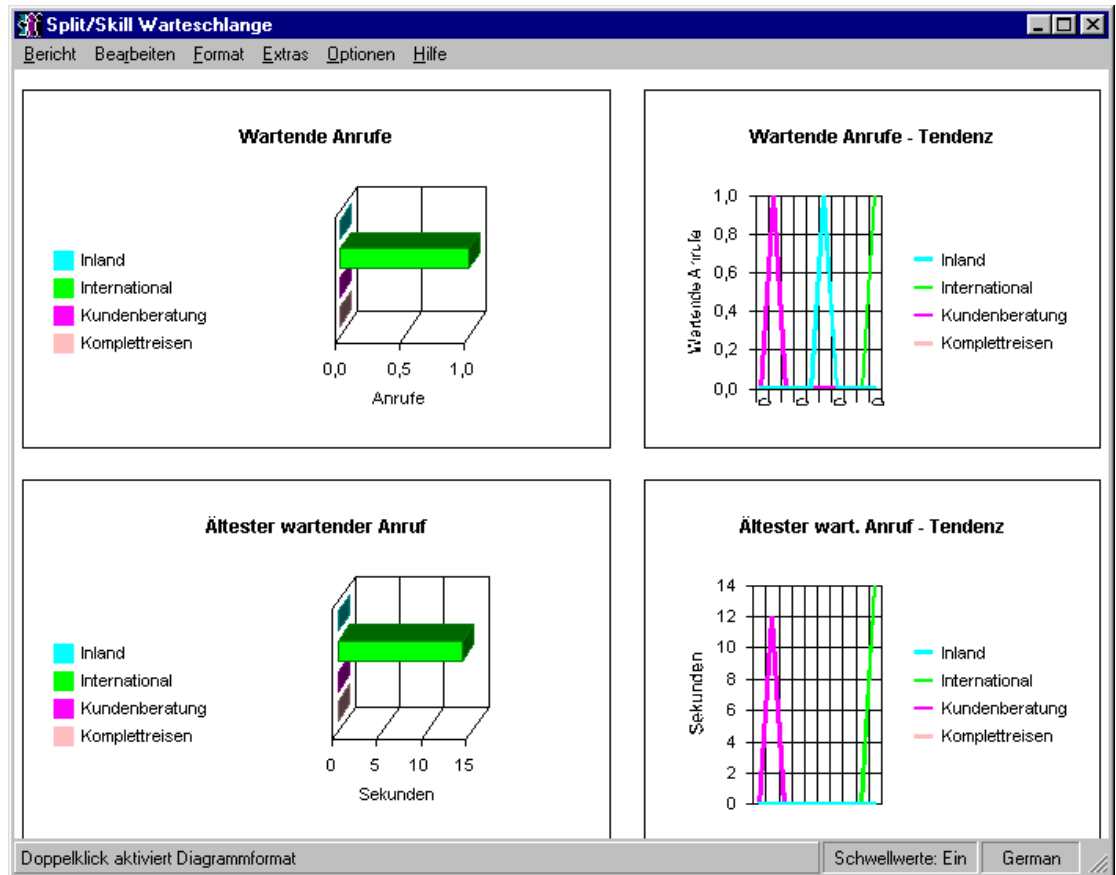 Split/Skill Warteschlange
Bericht Bearbeiten Format Extras Optionen Hilfe
Wartende Anrufe
Inland
International
Kundenberatung
Komplettreisen
0,0 0,5 1,0
Anrufe
Wartende Anrufe - Tendenz
Wartende Anrufe
1,0
0,8
0,6
0,4
0,2
0,0
Inland
International
Kundenberatung
Komplettreisen
Ältester wartender Anruf
Inland
International
Kundenberatung
Komplettreisen
0 5 10 15
Sekunden
Ältester wart. Anruf - Tendenz
Sekunden
14
12
10
8
6
4
2
0
Inland
International
Kundenberatung
Komplettreisen
Doppelklick aktiviert Diagrammformat
Schwellwerte: Ein
German